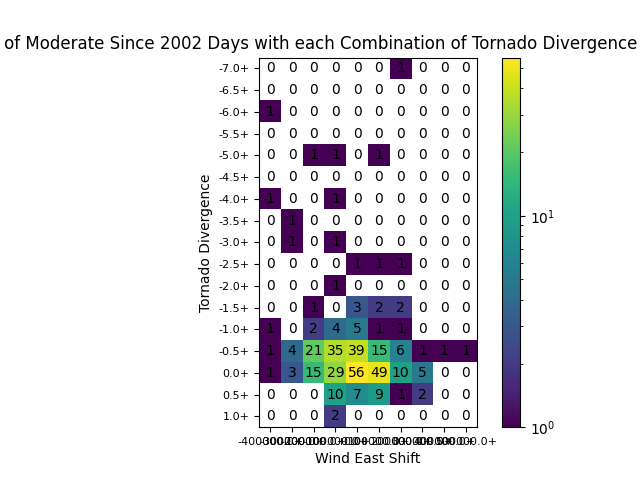 of Moderate Since 2002 Days with each Combination of Tornado Divergence
-7.0+ 0 0 0 0 0 0 1 0 0 0
-6.5+ 0 0 0 0 0 0 0 0 0 0
-6.0+ 1 0 0 0 0 0 0 0 0 0
-5.5+ 0 0 0 0 0 0 0 0 0 0
-5.0+ 0 0 1 1 0 1 0 0 0 0
-4.5+ 0 0 0 0 0 0 0 0 0 0
-4.0+ 1 0 0 1 0 0 0 0 0 0
-3.5+ 0 1 0 0 0 0 0 0 0 0
-3.0+ 0 1 0 1 0 0 0 0 0 0
-2.5+ 0 0 0 0 1 1 1 0 0 0
-2.0+ 0 0 0 1 0 0 0 0 0 0
-1.5+ 0 0 1 0 3 2 2 0 0 0
-1.0+ 1 0 2 4 5 1 1 0 0 0
-0.5+ 1 4 21 35 39 15 6 1 1 1
0.0+ 1 3 15 29 56 49 10 5 0 0
0.5+ 0 0 0 10 7 9 1 2 0 0
1.0+ 0 0 0 2 0 0 0 0 0 0
Tornado Divergence
Wind East Shift
10¹
10⁰